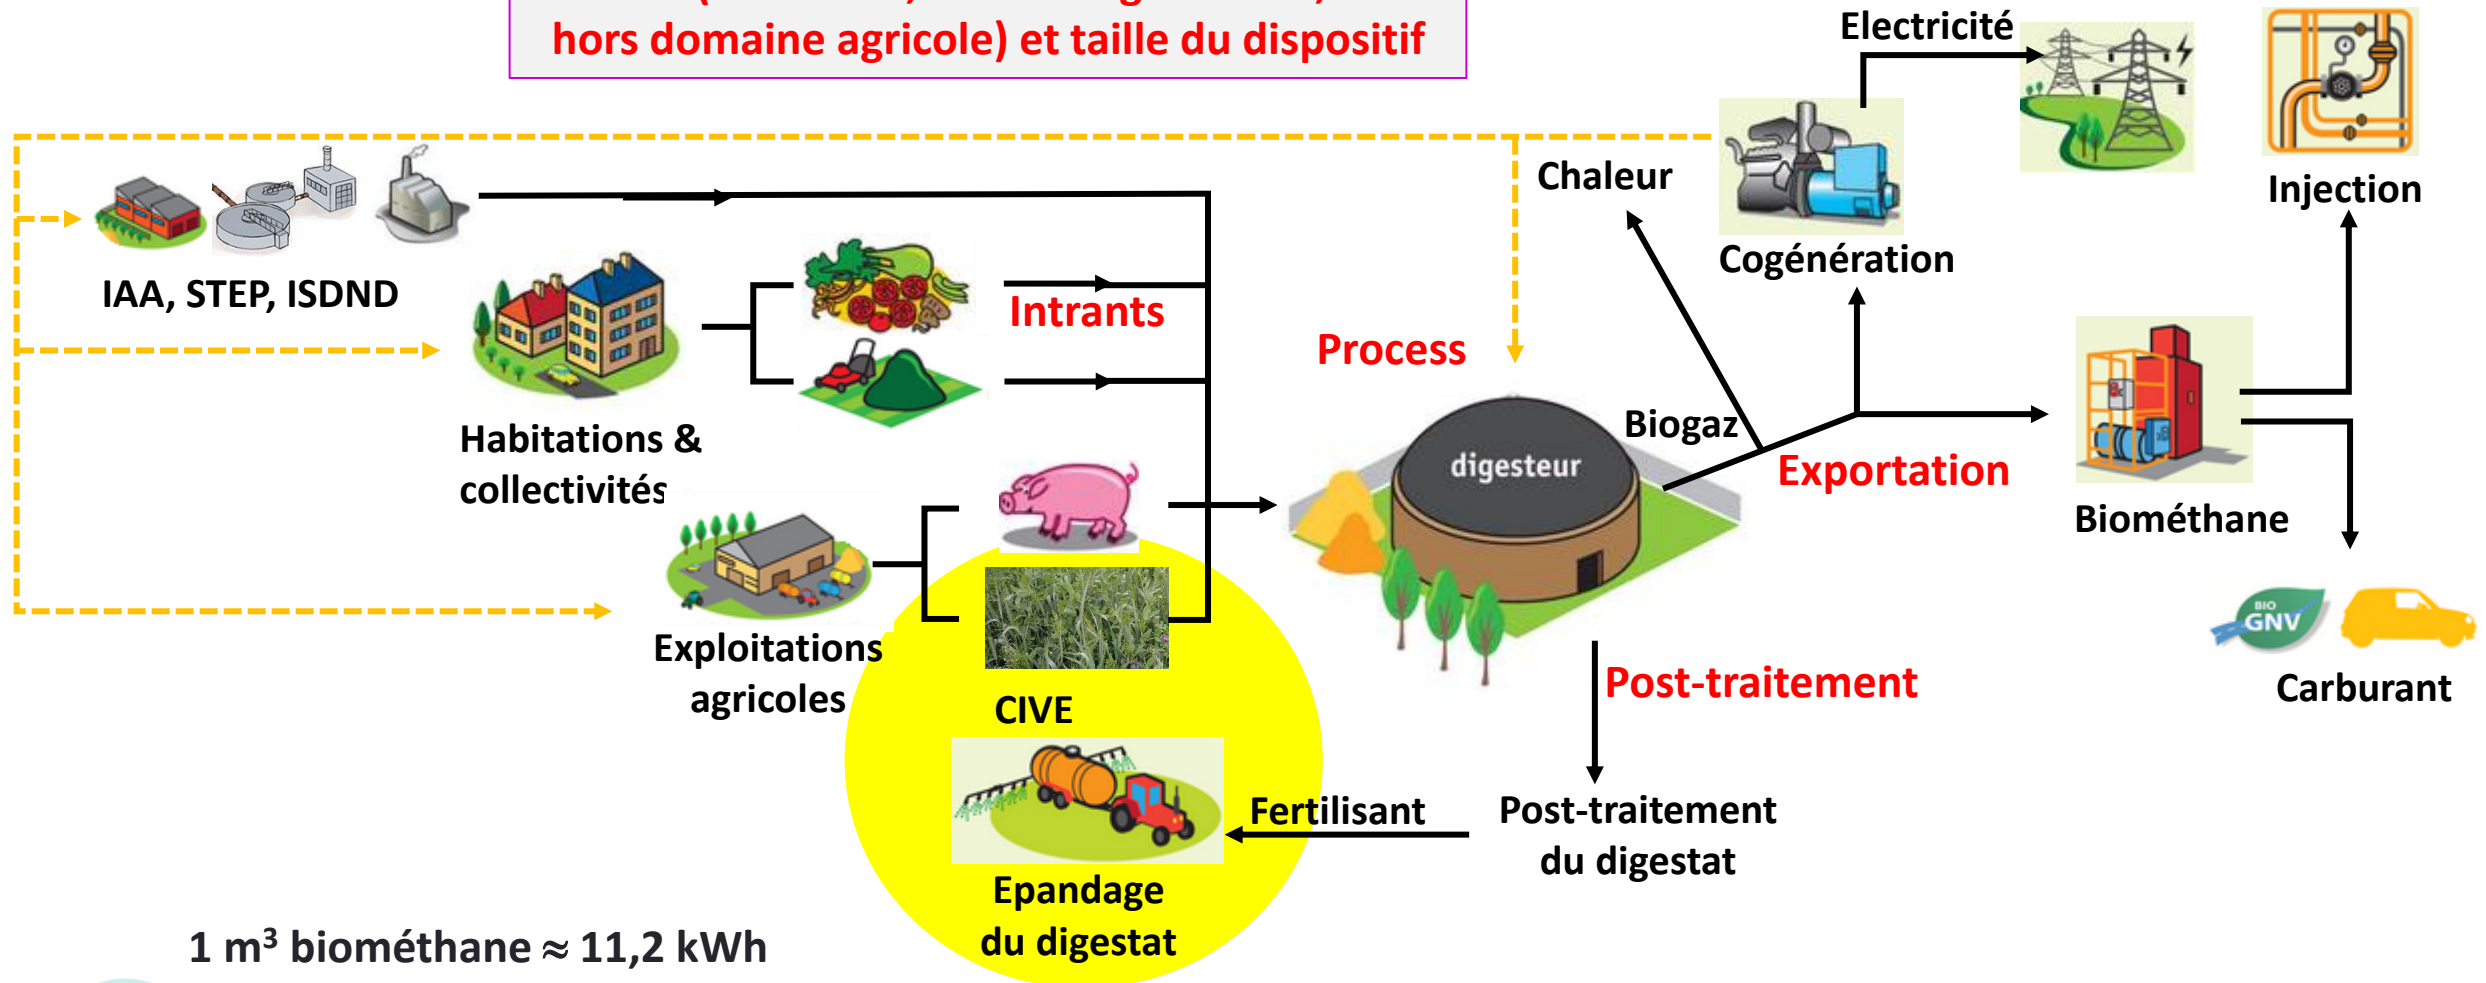 hors domaine agricole) et taille du dispositif
Electricité
Chaleur
Injection
Cogénération
IAA, STEP, ISDND
Intrants
Process
Habitations &
collectivités
Biogaz
digesteur
Exportation
Biométhane
BIO
GNV
Exploitations
agricoles
CIVE
Post-traitement
Carburant
Fertilisant
Post-traitement
du digestat
Epandage
du digestat
1 m³ biométhane ≈ 11,2 kWh